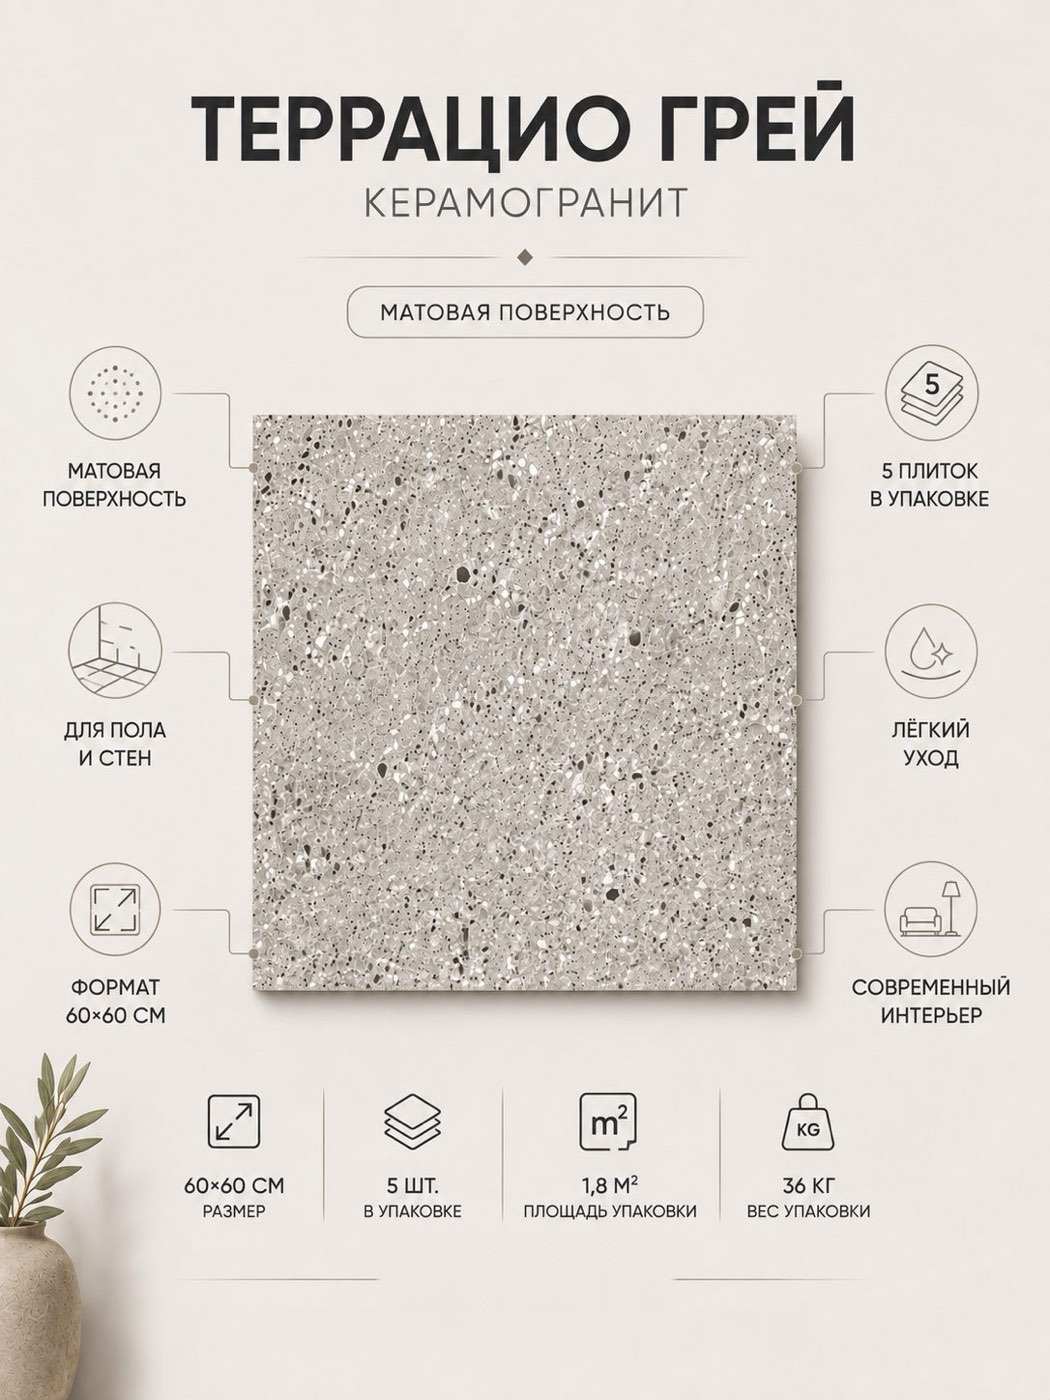 ТЕРРАЦИО ГРЕЙ
КЕРАМОГРАНИТ
МАТОВАЯ ПОВЕРХНОСТЬ
МАТОВАЯ
ПОВЕРХНОСТЬ
5
5 ПЛИТОК
В УПАКОВКЕ
ДЛЯ ПОЛА
И СТЕН
ЛЁГКИЙ
УХОД
ФОРМАТ
60×60 СМ
СОВРЕМЕННЫЙ
ИНТЕРЬЕР
60×60 СМ
РАЗМЕР
5 ШТ.
В УПАКОВКЕ
m²
1,8 М²
ПЛОЩАДЬ УПАКОВКИ
KG
36 КГ
ВЕС УПАКОВКИ